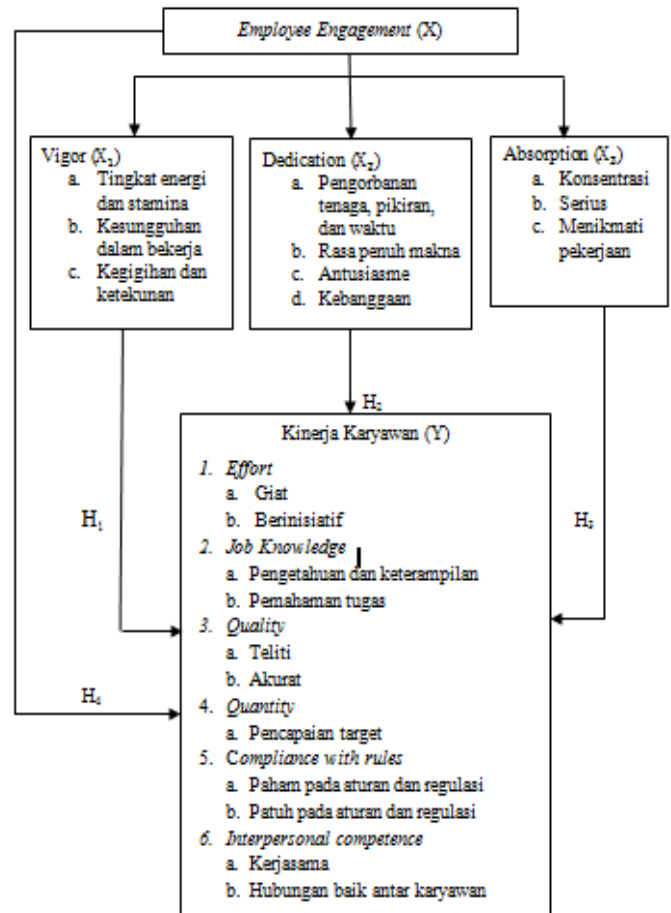 Employee Engagement (X)
Vigor (X₁)
a. Tingkat energi
dan stamina
b. Kesungguhan
dalam bekerja
c. Kegigihan dan
ketekunan
Dedication (X₂)
a. Pengorbanan
tenaga, pikiran,
dan waktu
b. Rasa penuh makna
c. Antusiasme
d. Kebanggaan
Absorption (X₃)
a. Konsentrasi
b. Serius
c. Menikmati
pekerjaan
H₁
H₂
H₃
H₄
Kinerja Karyawan (Y)
1. Effort
a. Giat
b. Berinisiatif
2. Job Knowledge
a. Pengetahuan dan keterampilan
b. Pemahaman tugas
3. Quality
a. Teliti
b. Akurat
4. Quantity
a. Pencapaian target
5. Compliance with rules
a. Paham pada aturan dan regulasi
b. Patuh pada aturan dan regulasi
6. Interpersonal competence
a. Kerjasama
b. Hubungan baik antar karyawan